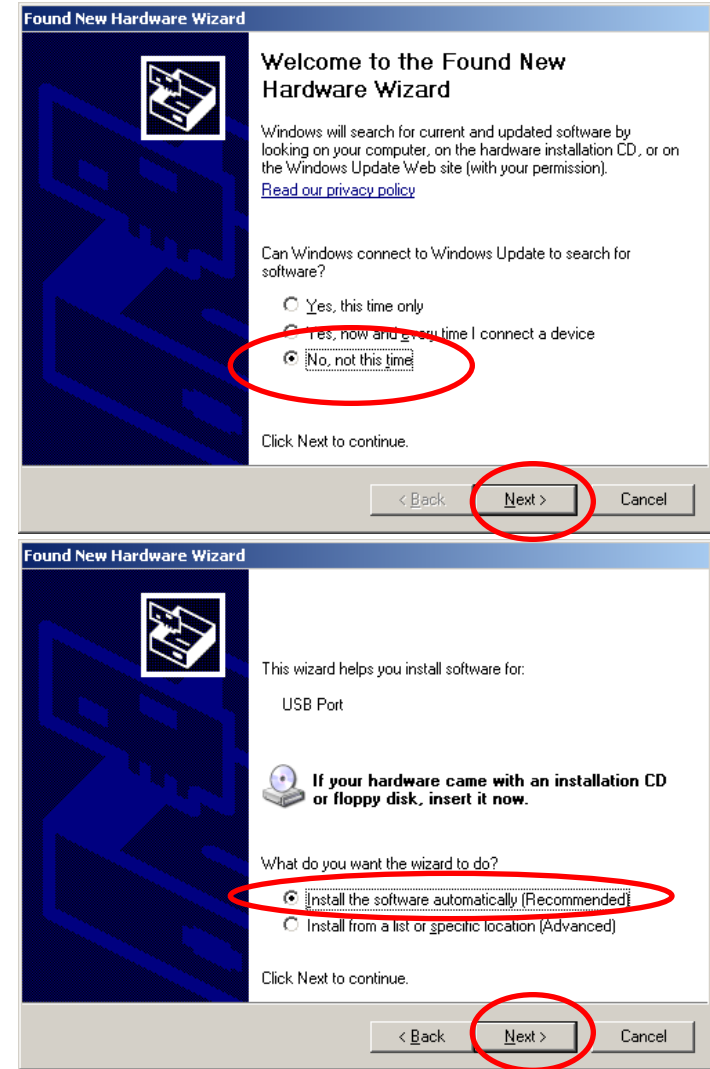 Found New Hardware Wizard
Welcome to the Found New
Hardware Wizard
Windows will search for current and updated software by
looking on your computer, on the hardware installation CD, or on
the Windows Update Web site (with your permission).
Read our privacy policy
Can Windows connect to Windows Update to search for
software?
Yes, this time only
Yes, now and every time I connect a device
No, not this time
Click Next to continue.
< Back Next > Cancel
Found New Hardware Wizard
This wizard helps you install software for:
USB Port
If your hardware came with an installation CD
or floppy disk, insert it now.
What do you want the wizard to do?
Install the software automatically (Recommended)
Install from a list or specific location (Advanced)
Click Next to continue.
< Back Next > Cancel